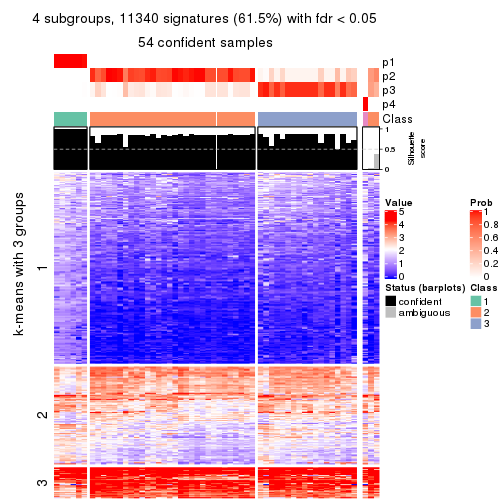 4 subgroups, 11340 signatures (61.5%) with fdr < 0.05
54 confident samples
p1
p2
p3
p4
Class
1
0.5
0
Silhouette
score
k-means with 3 groups
1
2
3
Value
5
4
3
2
1
0
Prob
1
0.8
0.6
0.4
0.2
0
Status (barplots)
confident
ambiguous
Class
1
2
3